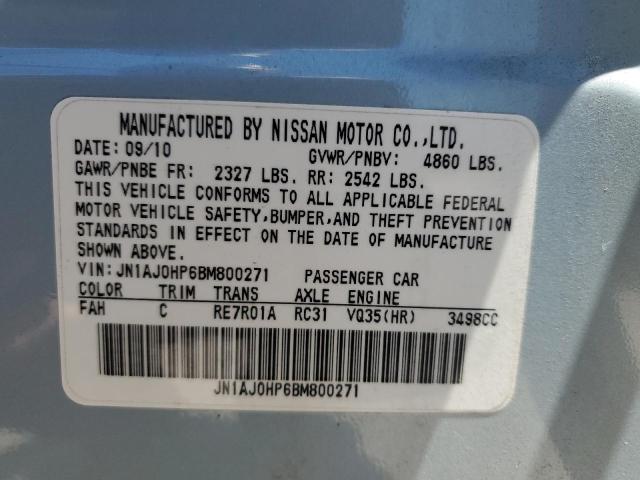 MANUFACTURED BY NISSAN MOTOR CO.,LTD.
DATE: 09/10 GVWR/PNBV: 4860 LBS.
GAWR/PNBE FR: 2327 LBS. RR: 2542 LBS.
THIS VEHICLE CONFORMS TO ALL APPLICABLE FEDERAL
MOTOR VEHICLE SAFETY,BUMPER,AND THEFT PREVENTION
STANDARDS IN EFFECT ON THE DATE OF MANUFACTURE
SHOWN ABOVE.
VIN:JN1AJ0HP6BM800271 PASSENGER CAR
COLOR TRIM TRANS AXLE ENGINE
FAH C RE7R01A RC31 VQ35(HR) 3498CC
JN1AJ0HP6BM800271